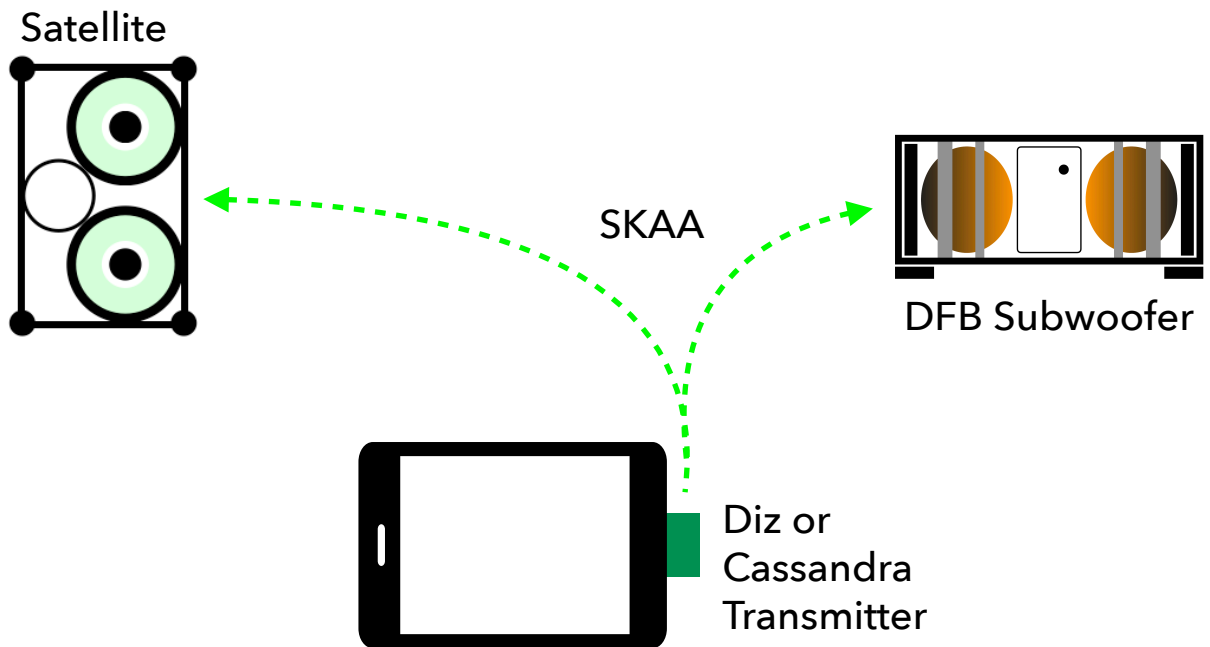 Satellite
SKAA
DFB Subwoofer
Diz or
Cassandra
Transmitter